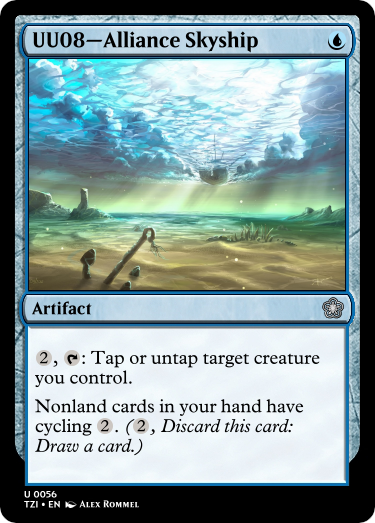 UU08—Alliance Skyship
Artifact
2, : Tap or untap target creature
you control.
Nonland cards in your hand have
cycling 2. (2, Discard this card:
Draw a card.)
U 0056
TZI • EN Alex Rommel